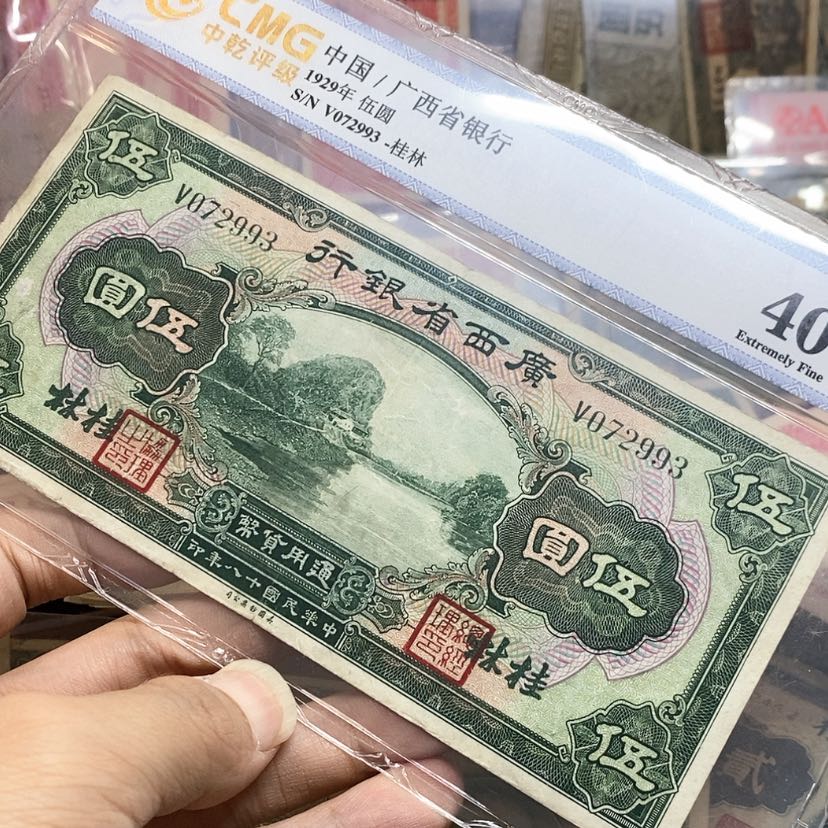 CMG
中乾评级
中国/广西省银行
1929年 伍圆
S/N V072993 -桂林
40
Extremely Fine
伍
V072993
行銀省西廣
圓伍
V072993
伍
圓伍
林桂
幣貨用通
印年八十國民華中
桂林
伍
貳